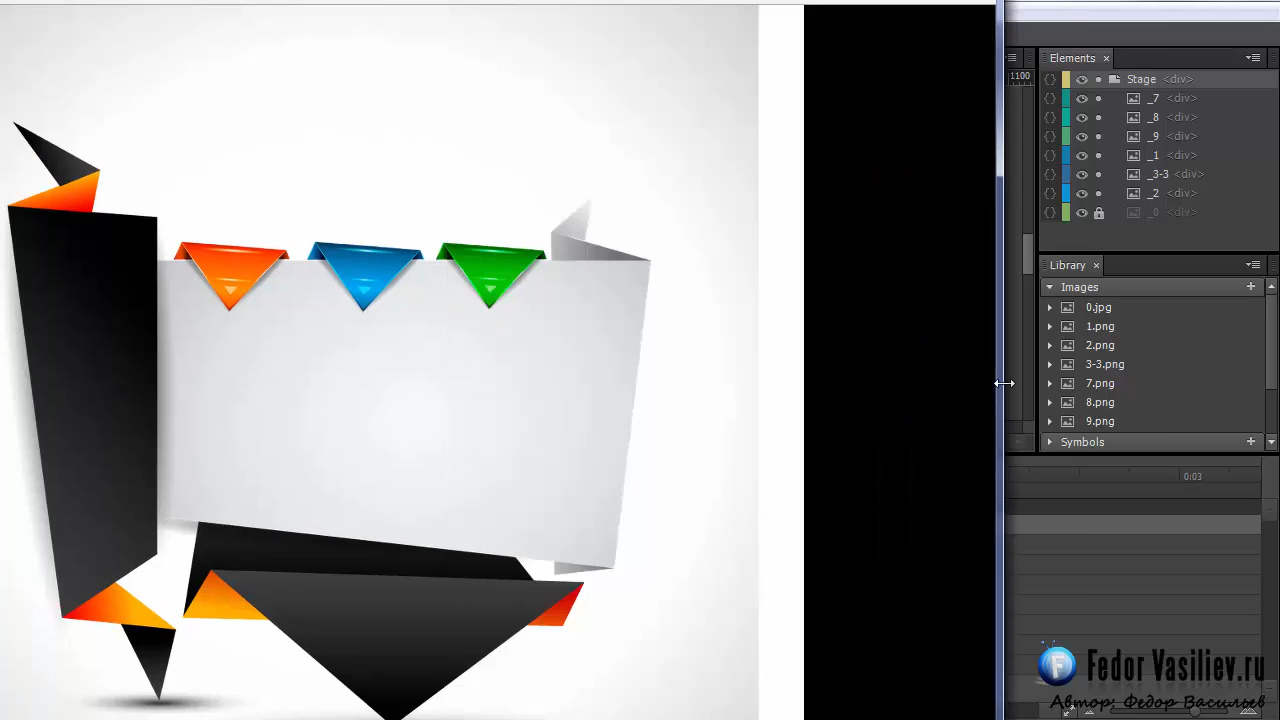 Elements
1100
Stage <div>
_7 <div>
_8 <div>
_9 <div>
_1 <div>
_3-3 <div>
_2 <div>
_0 <div>
Library
Images
0.jpg
1.png
2.png
3-3.png
7.png
8.png
9.png
Symbols
0:03
Fedor Vasiliev.ru
Автор: Федор Васильев